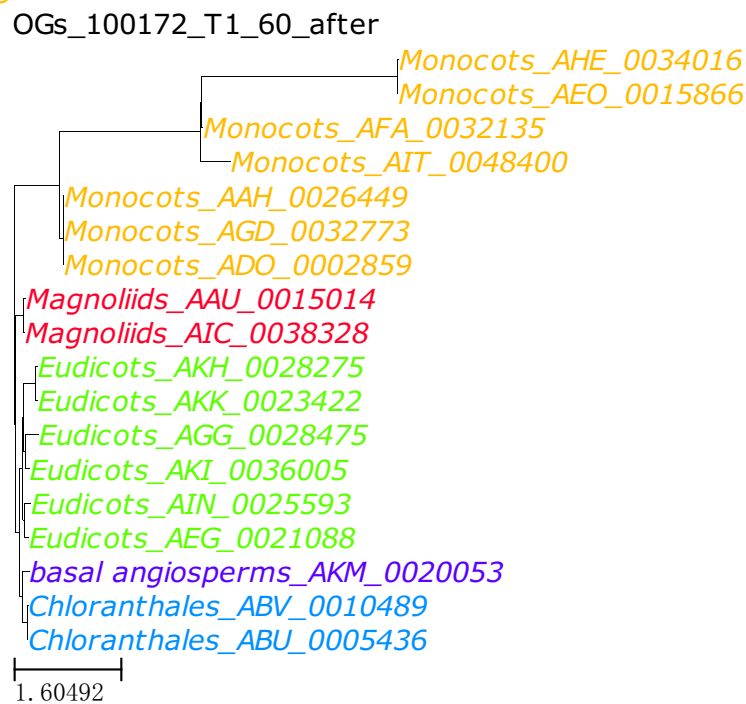 OGs_100172_T1_60_after
Monocots_AHE_0034016
Monocots_AEO_0015866
Monocots_AFA_0032135
Monocots_AIT_0048400
Monocots_AAH_0026449
Monocots_AGD_0032773
Monocots_ADO_0002859
Magnoliids_AAU_0015014
Magnoliids_AIC_0038328
Eudicots_AKH_0028275
Eudicots_AKK_0023422
Eudicots_AGG_0028475
Eudicots_AKI_0036005
Eudicots_AIN_0025593
Eudicots_AEG_0021088
basal angiosperms_AKM_0020053
Chloranthales_ABV_0010489
Chloranthales_ABU_0005436
1.60492